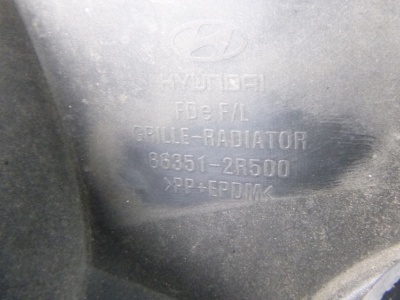 HYUNDAI
FDe F/L
GRILLE-RADIATOR
86351-2R500
>PP+EPDM<